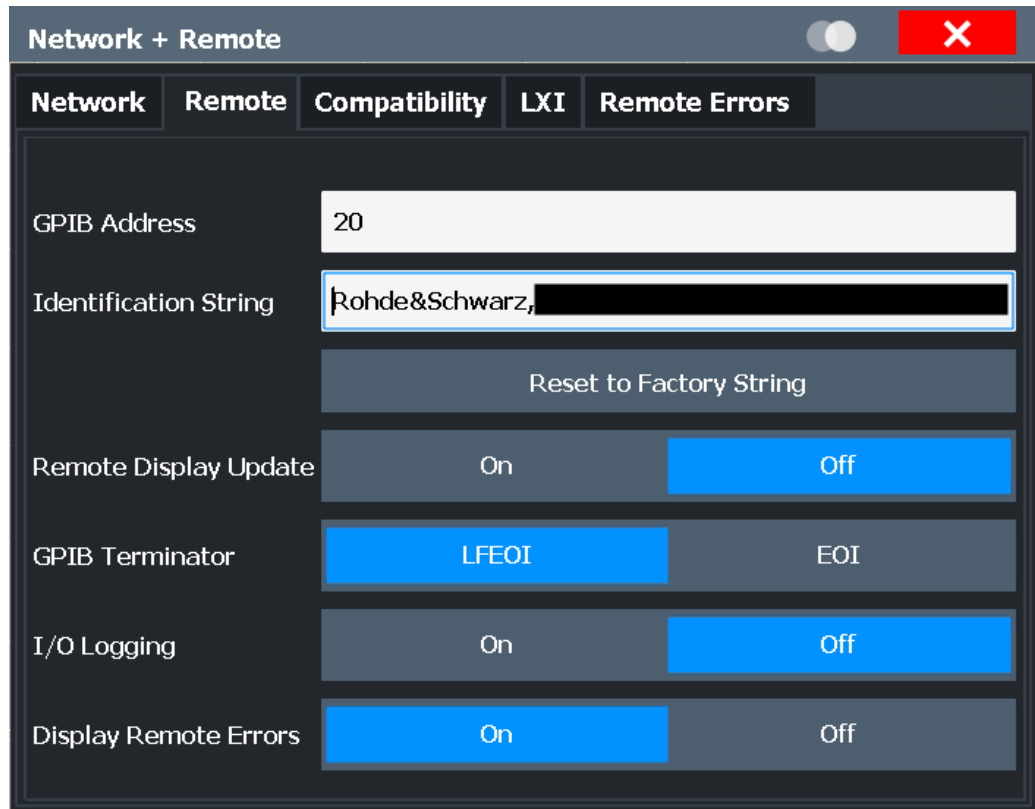 Network + Remote
Network Remote Compatibility LXI Remote Errors
GPIB Address 20
Identification String Rohde&Schwarz,
Reset to Factory String
Remote Display Update On Off
GPIB Terminator LFEOI EOI
I/O Logging On Off
Display Remote Errors On Off